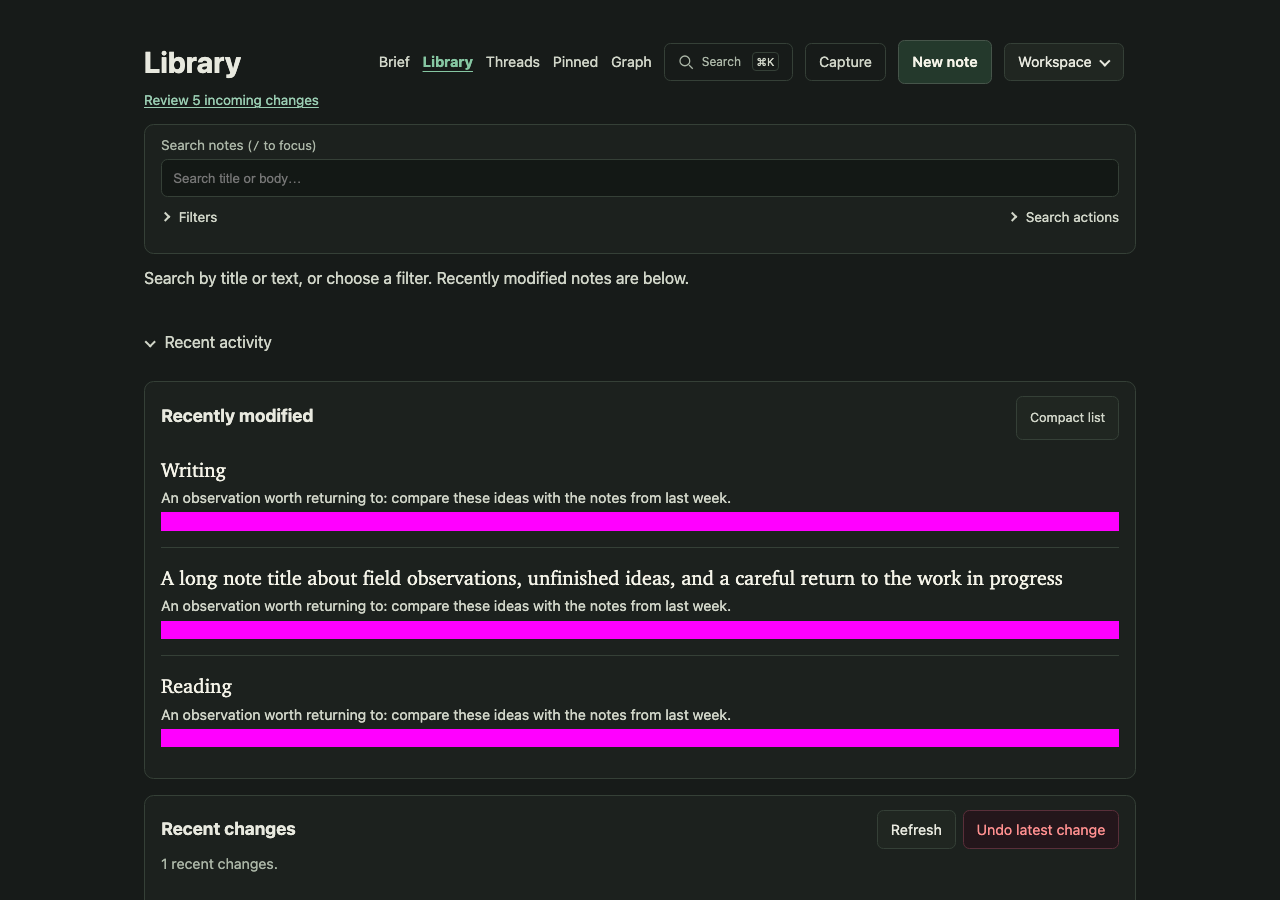 Library
Brief Library Threads Pinned Graph Search ⌘K Capture New note Workspace
Review 5 incoming changes
Search notes (/ to focus)
Search title or body…
Filters
Search actions
Search by title or text, or choose a filter. Recently modified notes are below.
Recent activity
Recently modified
Compact list
Writing
An observation worth returning to: compare these ideas with the notes from last week.
A long note title about field observations, unfinished ideas, and a careful return to the work in progress
An observation worth returning to: compare these ideas with the notes from last week.
Reading
An observation worth returning to: compare these ideas with the notes from last week.
Recent changes
Refresh
Undo latest change
1 recent changes.